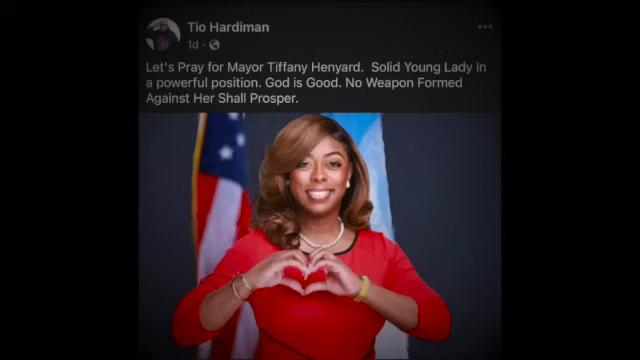 Tio Hardiman
1d ·
Let's Pray for Mayor Tiffany Henyard. Solid Young Lady in
a powerful position. God is Good. No Weapon Formed
Against Her Shall Prosper.